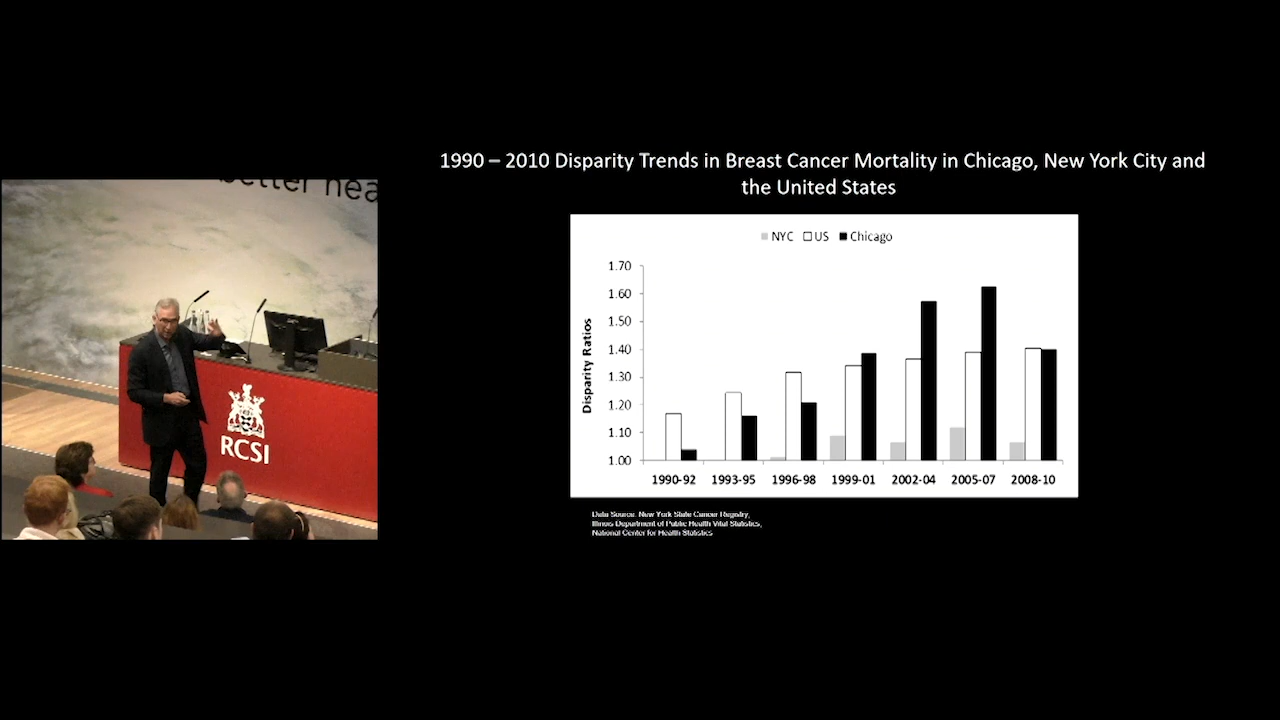 better hea
RCSI
1990 – 2010 Disparity Trends in Breast Cancer Mortality in Chicago, New York City and
the United States
NYC US Chicago
Disparity Ratios
1.70
1.60
1.50
1.40
1.30
1.20
1.10
1.00
1990-92 1993-95 1996-98 1999-01 2002-04 2005-07 2008-10
Data Source: New York State Cancer Registry,
Illinois Department of Public Health Vital Statistics,
National Center for Health Statistics